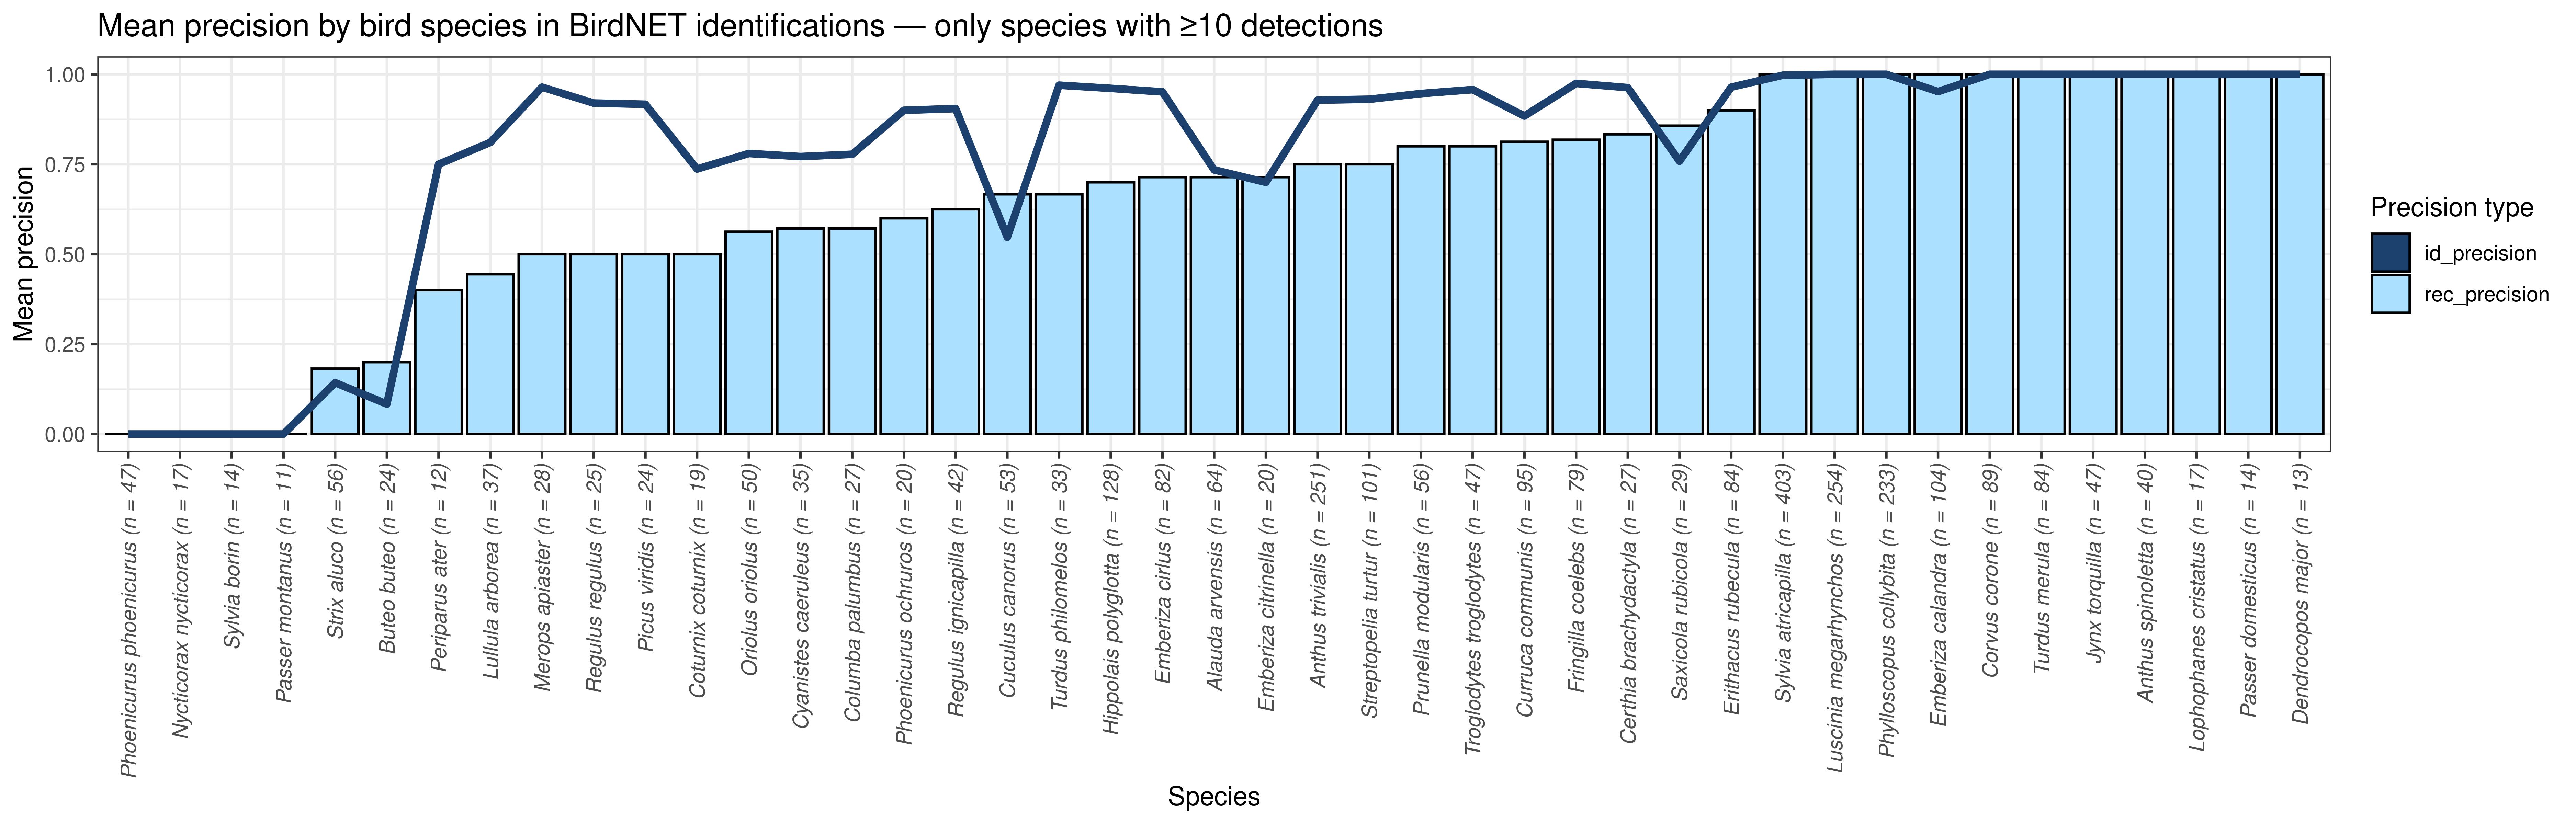 Mean precision by bird species in BirdNET identifications — only species with ≥10 detections
Mean precision
1.00
0.75
0.50
0.25
0.00
Phoenicurus phoenicurus (n = 47)
Nycticorax nycticorax (n = 17)
Sylvia borin (n = 14)
Passer montanus (n = 11)
Strix aluco (n = 56)
Buteo buteo (n = 24)
Periparus ater (n = 12)
Lullula arborea (n = 37)
Merops apiaster (n = 28)
Regulus regulus (n = 25)
Picus viridis (n = 24)
Coturnix coturnix (n = 19)
Oriolus oriolus (n = 50)
Cyanistes caeruleus (n = 35)
Columba palumbus (n = 27)
Phoenicurus ochruros (n = 20)
Regulus ignicapilla (n = 42)
Cuculus canorus (n = 53)
Turdus philomelos (n = 33)
Hippolais polyglotta (n = 128)
Emberiza cirlus (n = 82)
Alauda arvensis (n = 64)
Emberiza citrinella (n = 20)
Anthus trivialis (n = 251)
Streptopelia turtur (n = 101)
Prunella modularis (n = 56)
Troglodytes troglodytes (n = 47)
Curruca communis (n = 95)
Fringilla coelebs (n = 79)
Certhia brachydactyla (n = 27)
Saxicola rubicola (n = 29)
Erithacus rubecula (n = 84)
Sylvia atricapilla (n = 403)
Luscinia megarhynchos (n = 254)
Phylloscopus collybita (n = 233)
Emberiza calandra (n = 104)
Corvus corone (n = 89)
Turdus merula (n = 84)
Jynx torquilla (n = 47)
Anthus spinoletta (n = 40)
Lophophanes cristatus (n = 17)
Passer domesticus (n = 14)
Dendrocopos major (n = 13)
Species
Precision type
id_precision
rec_precision